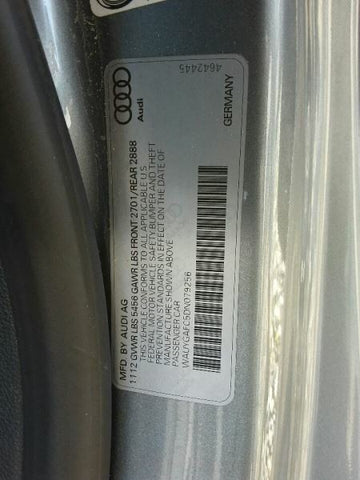 MFD. BY AUDI AG
Audi
1112 GVWR LBS 5456 GAWR LBS FRONT 2701/REAR 2888
THIS VEHICLE CONFORMS TO ALL APPLICABLE U.S.
FEDERAL MOTOR VEHICLE SAFETY BUMPER AND THEFT
PREVENTION STANDARDS IN EFFECT ON THE DATE OF
MANUFACTURE SHOWN ABOVE
PASSENGER CAR
WAUYGAFC5DN079256
GERMANY
4642445